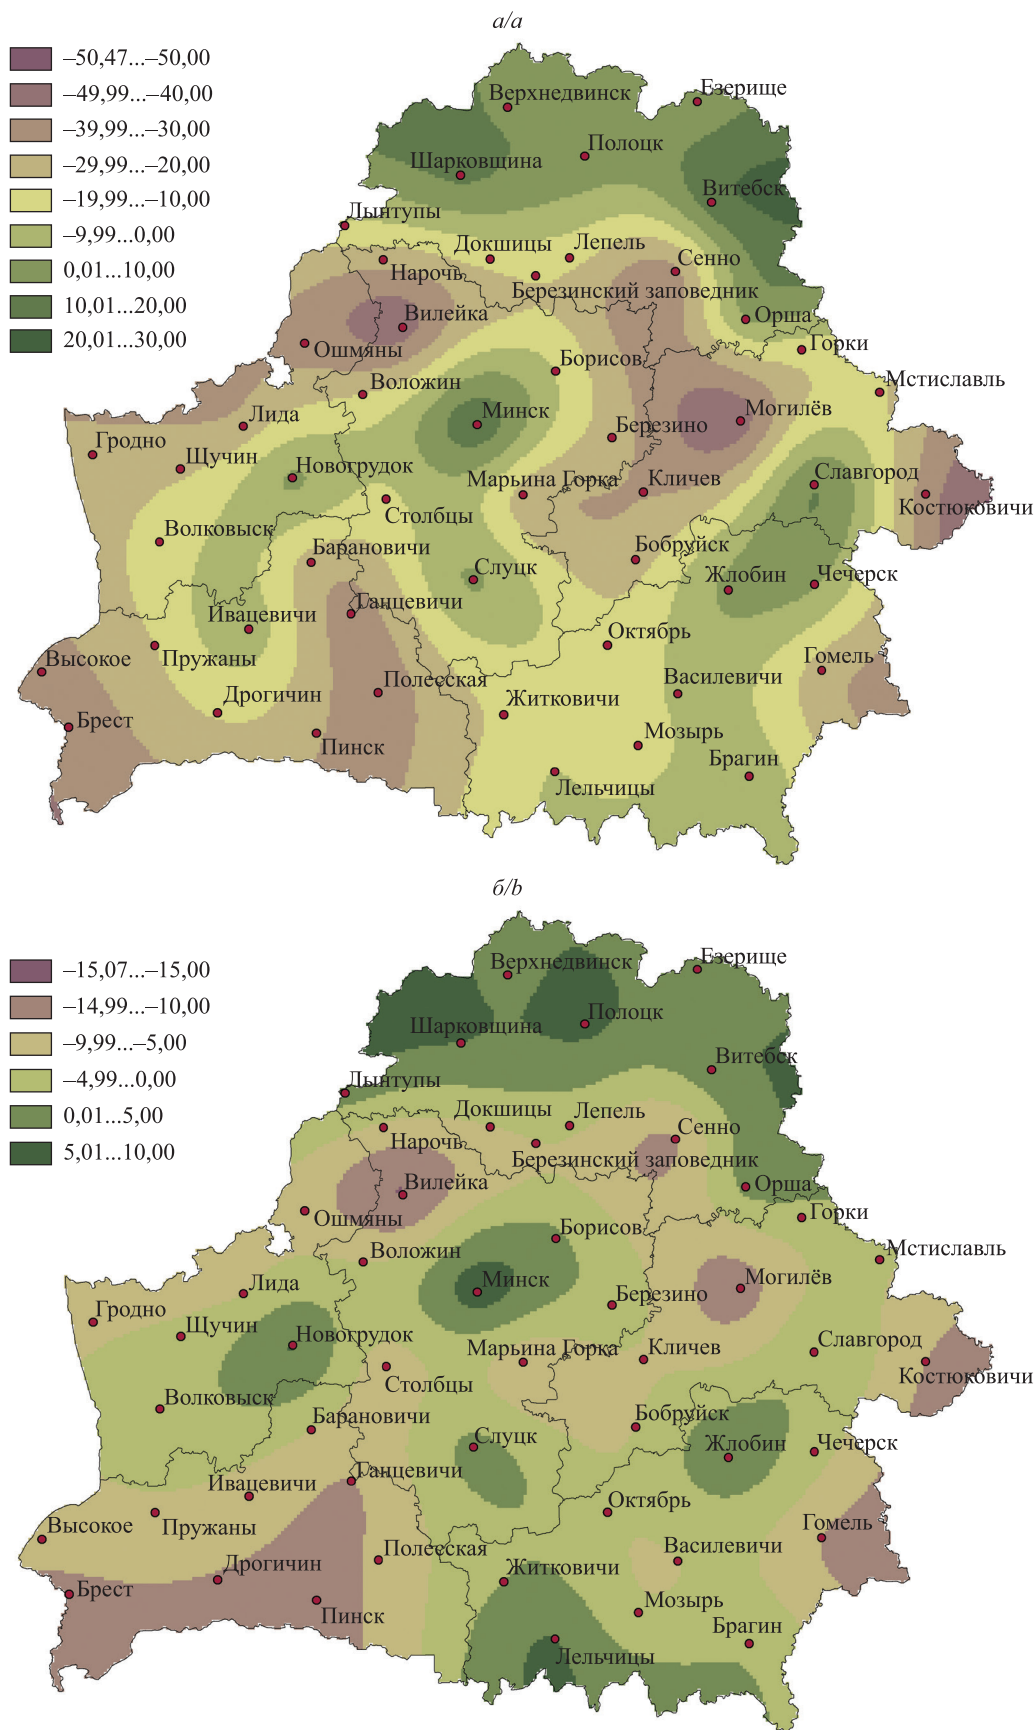 а/a
–50,47...–50,00
–49,99...–40,00
–39,99...–30,00
–29,99...–20,00
–19,99...–10,00
–9,99...0,00
0,01...10,00
10,01...20,00
20,01...30,00
Верхнедвинск
Езерище
Полоцк
Шарковщина
Витебск
Лынтупы
Докшицы
Лепель
Сенно
Нарочь
Березинский заповедник
Вилейка
Орша
Ошмяны
Борисов
Горки
Воложин
Мстиславль
Лида
Минск
Могилёв
Гродно
Березино
Щучин
Новогрудок
Марьина Горка
Кличев
Славгород
Костюковичи
Столбцы
Волковыск
Барановичи
Бобруйск
Слуцк
Жлобин
Чечерск
Ганцевичи
Ивацевичи
Октябрь
Высокое
Пружаны
Гомель
Полесская
Василевичи
Дрогичин
Житковичи
Брест
Пинск
Мозырь
Брагин
Лельчицы
б/b
–15,07...–15,00
–14,99...–10,00
–9,99...–5,00
–4,99...0,00
0,01...5,00
5,01...10,00
Верхнедвинск
Езерище
Полоцк
Шарковщина
Витебск
Лынтупы
Докшицы
Лепель
Сенно
Нарочь
Березинский заповедник
Вилейка
Орша
Ошмяны
Борисов
Горки
Воложин
Мстиславль
Лида
Минск
Могилёв
Гродно
Березино
Щучин
Новогрудок
Марьина Горка
Кличев
Славгород
Костюковичи
Столбцы
Волковыск
Барановичи
Бобруйск
Слуцк
Жлобин
Чечерск
Ганцевичи
Ивацевичи
Октябрь
Высокое
Пружаны
Гомель
Полесская
Василевичи
Дрогичин
Житковичи
Брест
Пинск
Мозырь
Брагин
Лельчицы